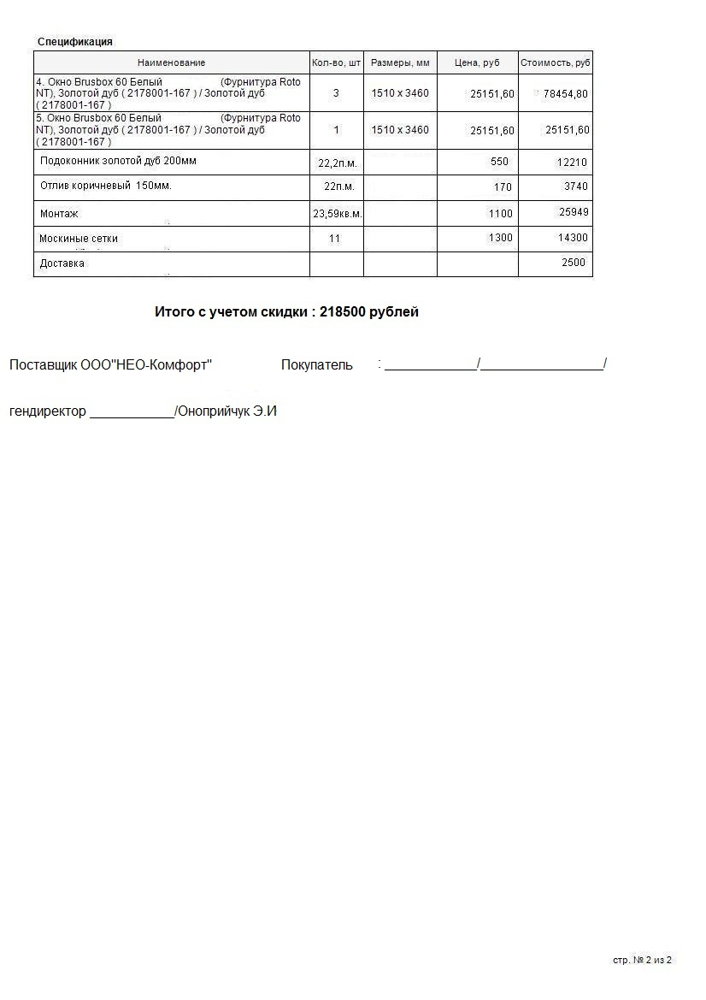 Спецификация
Наименование Кол-во, шт Размеры, мм Цена, руб Стоимость, руб
4. Окно Brusbox 60 Белый (Фурнитура Roto
NT), Золотой дуб ( 2178001-167 ) / Золотой дуб 3 1510 x 3460 25151,60 78454,80
( 2178001-167 )
5. Окно Brusbox 60 Белый (Фурнитура Roto
NT), Золотой дуб ( 2178001-167 ) / Золотой дуб 1 1510 x 3460 25151,60 25151,60
( 2178001-167 )
Подоконник золотой дуб 200мм 22,2п.м. 550 12210
Отлив коричневый 150мм. 22п.м. 170 3740
Монтаж 23,59кв.м. 1100 25949
Москиные сетки 11 1300 14300
Доставка 2500
Итого с учетом скидки : 218500 рублей
Поставщик ООО"НЕО-Комфорт" Покупатель : ____________/________________/
гендиректор ___________/Оноприйчук Э.И
стр. № 2 из 2